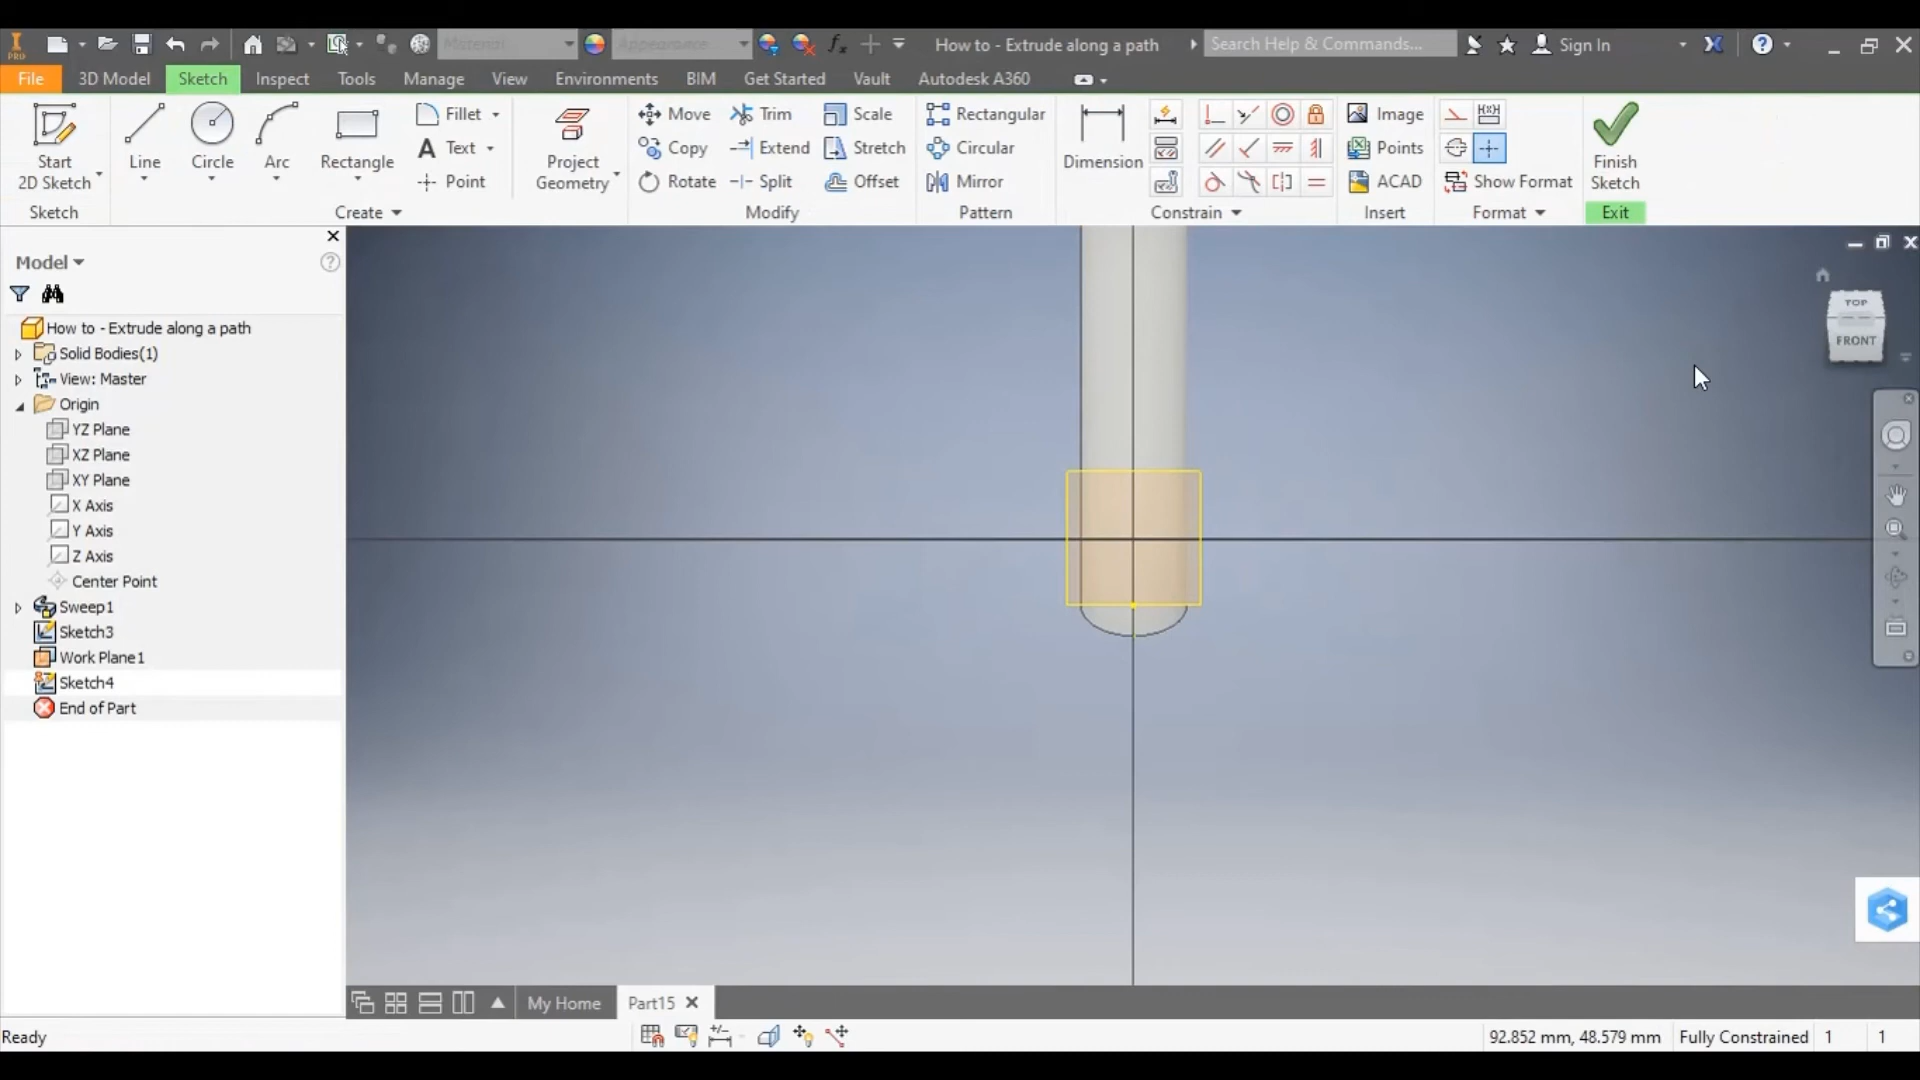 PRO
Material
Appearance
How to - Extrude along a path
Search Help & Commands...
Sign In
File
3D Model
Sketch
Inspect
Tools
Manage
View
Environments
BIM
Get Started
Vault
Autodesk A360
Start
2D Sketch
Line
Circle
Arc
Rectangle
Fillet
Text
Point
Project
Geometry
Move
Copy
Rotate
Trim
Extend
Split
Scale
Stretch
Offset
Rectangular
Circular
Mirror
Dimension
Image
Points
ACAD
Show Format
Finish
Sketch
Sketch
Create
Modify
Pattern
Constrain
Insert
Format
Exit
Model
How to - Extrude along a path
Solid Bodies(1)
View: Master
Origin
YZ Plane
XZ Plane
XY Plane
X Axis
Y Axis
Z Axis
Center Point
Sweep1
Sketch3
Work Plane1
Sketch4
End of Part
TOP
FRONT
My Home
Part15
Ready
92.852 mm, 48.579 mm
Fully Constrained
1
1